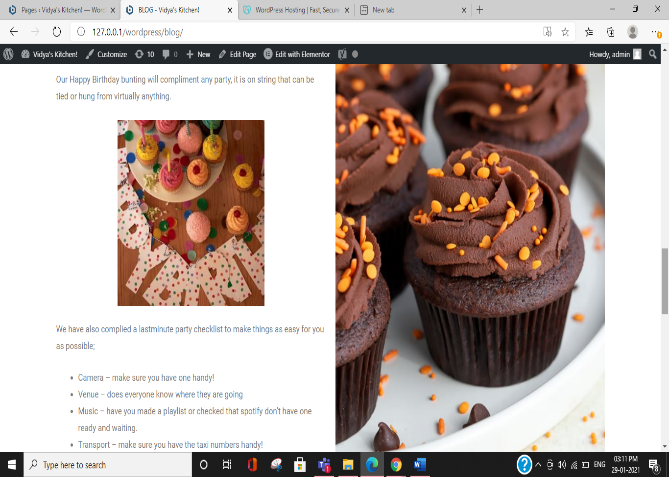 Pages ‹ Vidya's Kitchen! — Word
BLOG - Vidya's Kitchen!
WordPress Hosting | Fast, Secure
New tab
127.0.0.1/wordpress/blog/
Vidya's Kitchen!
Customize
10
0
New
Edit Page
Edit with Elementor
Howdy, admin
Our Happy Birthday bunting will compliment any party, it is on string that can be
tied or hung from virtually anything.
We have also complied a lastminute party checklist to make things as easy for you
as possible;
Camera – make sure you have one handy!
Venue – does everyone know where they are going
Music – have you made a playlist or checked that spotify don't have one
ready and waiting.
Transport – make sure you have the taxi numbers handy!
Type here to search
ENG
03:11 PM
29-01-2021